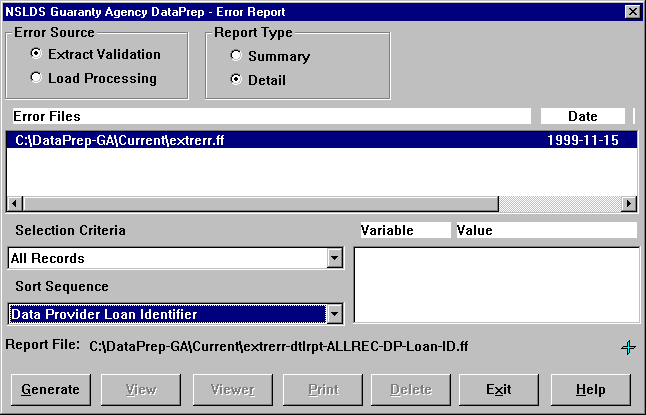 NSLDS Guaranty Agency DataPrep - Error Report
Error Source
Extract Validation
Load Processing
Report Type
Summary
Detail
Error Files Date
C:\DataPrep-GA\Current\extrerr.ff 1999-11-15
Selection Criteria
All Records
Sort Sequence
Data Provider Loan Identifier
Variable Value
Report File: C:\DataPrep-GA\Current\extrerr-dtlrpt-ALLREC-DP-Loan-ID.ff
Generate View Viewer Print Delete Exit Help